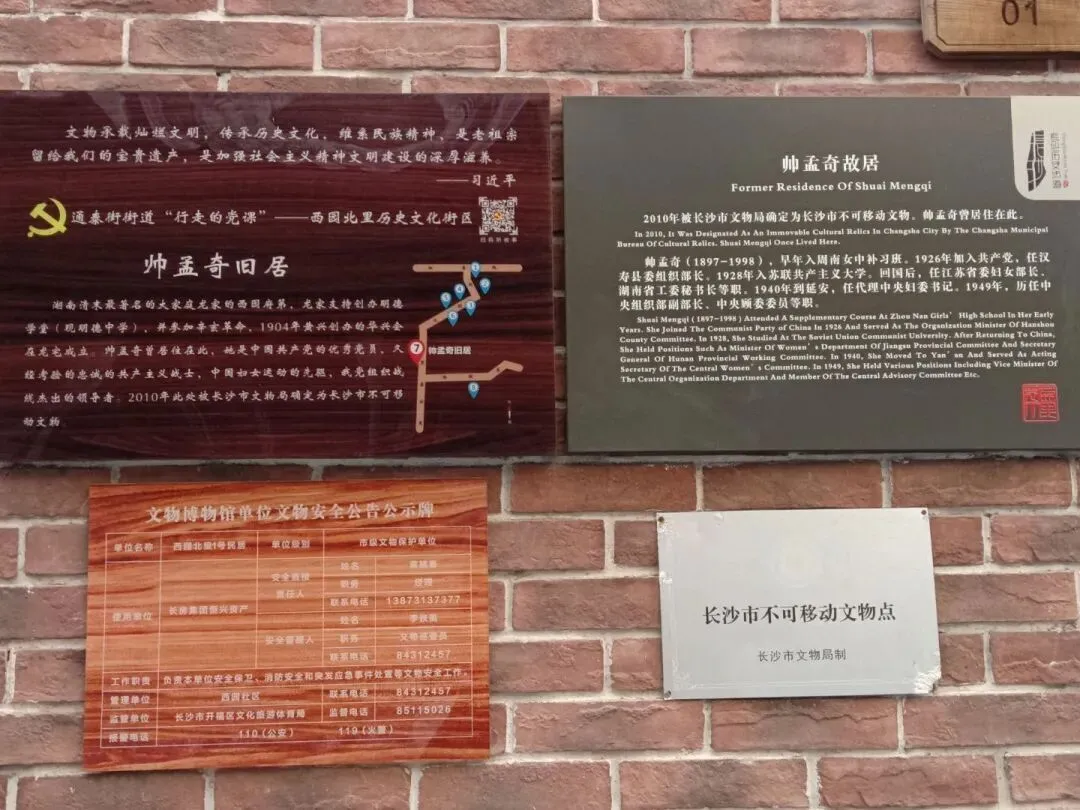 01
文物承载灿烂文明，传承历史文化，维系民族精神，是老祖宗
留给我们的宝贵遗产，是加强社会主义精神文明建设的深厚滋养。
——习近平
通泰街街道“行走的党课”——西园北里历史文化街区
扫码听故事
帅孟奇旧居
湖南清末最著名的大家庭龙家的西园府第。龙家支持创办明德
学堂（现明德中学），并参加辛亥革命，1904年黄兴创办的华兴会
在龙宅成立。帅孟奇曾居住在此，她是中国共产党的优秀党员，久
经考验的忠诚的共产主义战士，中国妇女运动的先驱，我党组织战
线杰出的领导者。2010年此处被长沙市文物局确定为长沙市不可移
动文物。
7 帅孟奇旧居
帅孟奇故居
Former Residence Of Shuai Mengqi
2010年被长沙市文物局确定为长沙市不可移动文物。帅孟奇曾居住在此。
In 2010, It Was Designated As An Immovable Cultural Relics In Changsha City By The Changsha Municipal
Bureau Of Cultural Relics. Shuai Mengqi Once Lived Here.
帅孟奇（1897-1998），早年入周南女中补习班。1926年加入共产党，任汉
寿县委组织部长。1928年入苏联共产主义大学。回国后，任江苏省委妇女部长、
湖南省工委秘书长等职。1940年到延安，任代理中央妇委书记。1949年，历任中
央组织部副部长、中央顾委委员等职。
Shuai Mengqi ( 1897-1998 ) Attended A Supplementary Course At Zhou Nan Girls' High School In Her Early
Years. She Joined The Communist Party of China In 1926 And Served As The Organization Minister Of Hanshou
County Committee. In 1928, She Studied At The Soviet Union Communist University. After Returning To China,
She Held Positions Such As Minister Of Women's Department Of Jiangsu Provincial Committee And Secretary
General Of Hunan Provincial Working Committee. In 1940, She Moved To Yan'an And Served As Acting
Secretary Of The Central Women's Committee. In 1949, She Held Various Positions Including Vice Minister Of
The Central Organization Department And Member Of The Central Advisory Committee Etc.
文物博物馆单位文物安全公告公示牌
单位名称 西园北里1号民居 单位级别 市级文物保护单位
使用单位 长房集团振兴资产 安全直接责任人 姓名
职务 经理
联系电话 13873137377
安全管理人 姓名
职务 文物巡查员
联系电话 84312457
工作职责 负责本单位安全保卫、消防安全和突发应急事件处置等文物安全工作。
管理单位 西园社区 联系电话 84312457
监管单位 长沙市开福区文化旅游体育局 监督电话 85115026
报警电话 110（公安） 119（火警）
长沙市不可移动文物点
长沙市文物局制